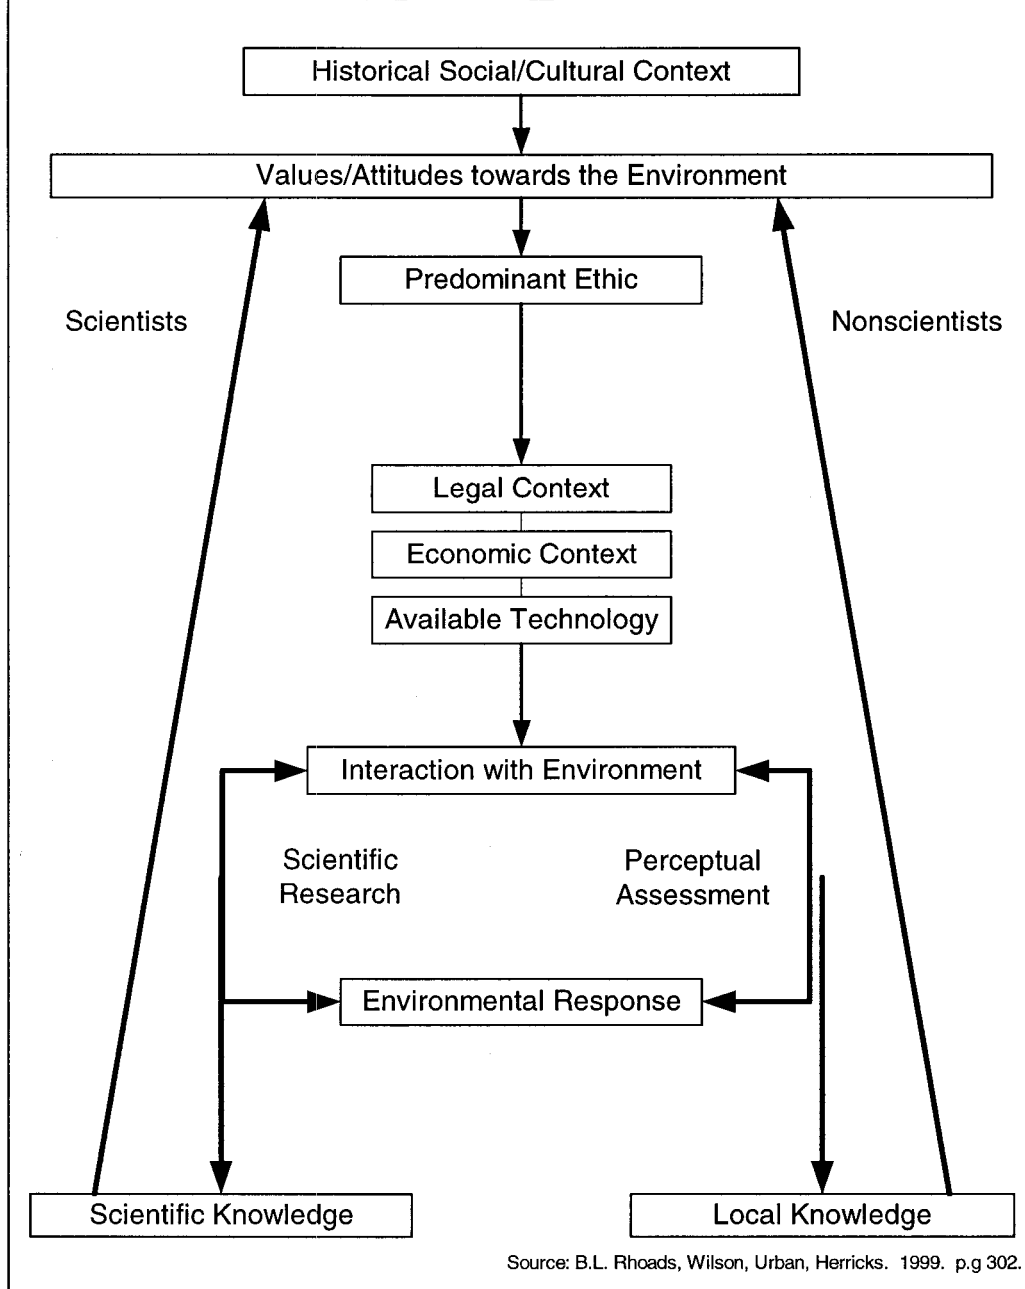 Historical Social/Cultural Context
Values/Attitudes towards the Environment
Predominant Ethic
Scientists
Nonscientists
Legal Context
Economic Context
Available Technology
Interaction with Environment
Scientific
Research
Perceptual
Assessment
Environmental Response
Scientific Knowledge
Local Knowledge
Source: B.L. Rhoads, Wilson, Urban, Herricks. 1999. p.g 302.